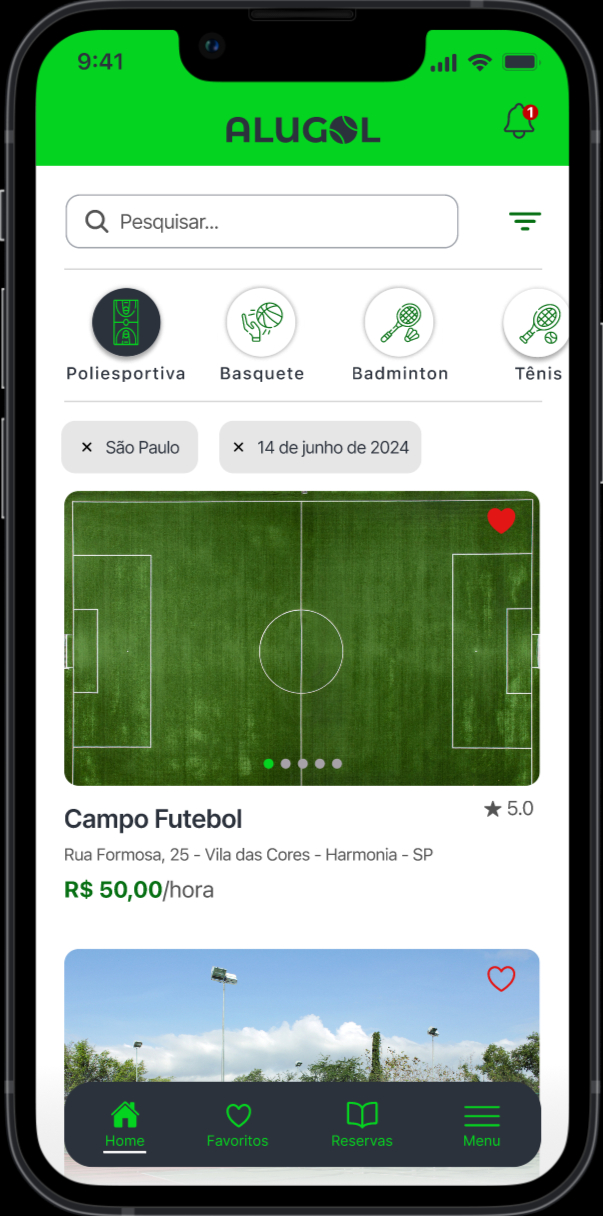 9:41
ALUGOL
1
Pesquisar...
Poliesportiva Basquete Badminton Tênis
× São Paulo × 14 de junho de 2024
Campo Futebol ★ 5.0
Rua Formosa, 25 - Vila das Cores - Harmonia - SP
R$ 50,00/hora
Home Favoritos Reservas Menu